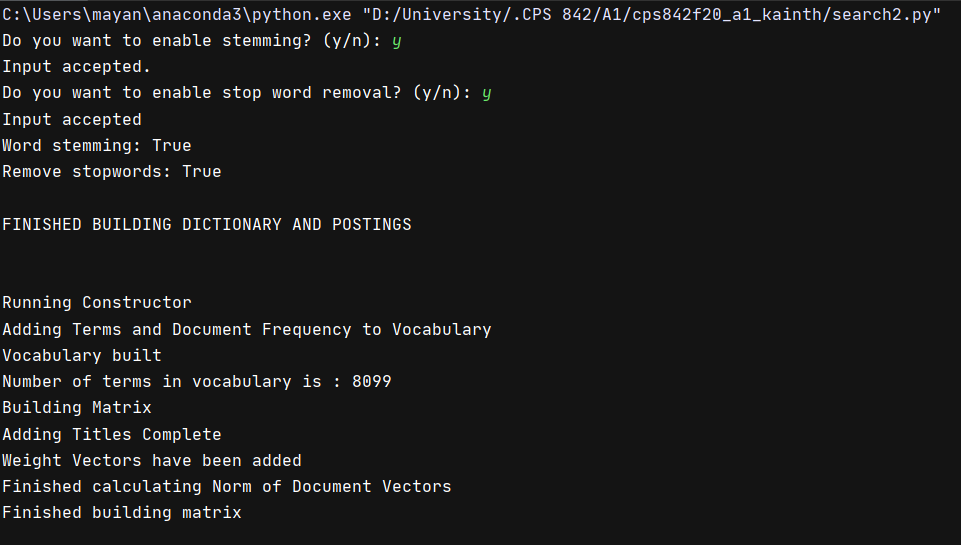 C:\Users\mayan\anaconda3\python.exe "D:/University/.CPS 842/A1/cps842f20_a1_kainth/search2.py"
Do you want to enable stemming? (y/n): y
Input accepted.
Do you want to enable stop word removal? (y/n): y
Input accepted
Word stemming: True
Remove stopwords: True
FINISHED BUILDING DICTIONARY AND POSTINGS
Running Constructor
Adding Terms and Document Frequency to Vocabulary
Vocabulary built
Number of terms in vocabulary is : 8099
Building Matrix
Adding Titles Complete
Weight Vectors have been added
Finished calculating Norm of Document Vectors
Finished building matrix